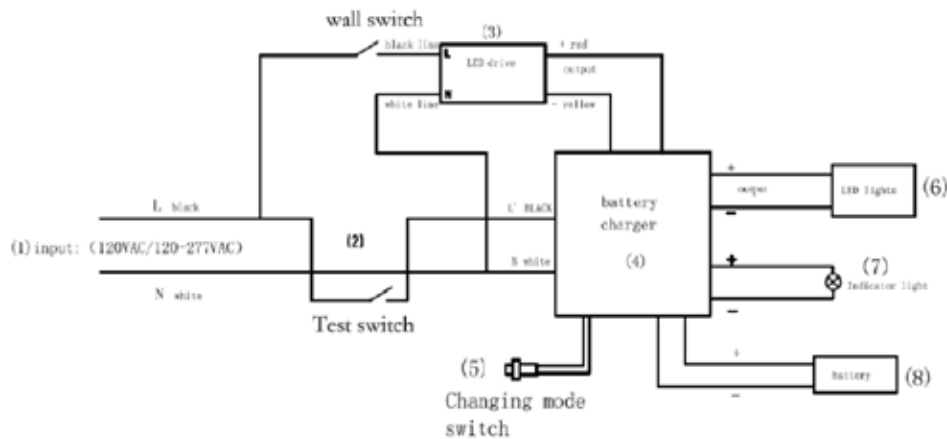 wall switch
black line
(3)
L
LED drive
N
white line
+ red
output
- rellow
L black
(1)input: (120VAC/120-277VAC)
N white
(2)
Test switch
L' BLACK
N white
battery
charger
(4)
+
output
-
LED lights
(6)
+
(7)
Indicator light
-
(5)
Changing mode
switch
+
-
battery
(8)